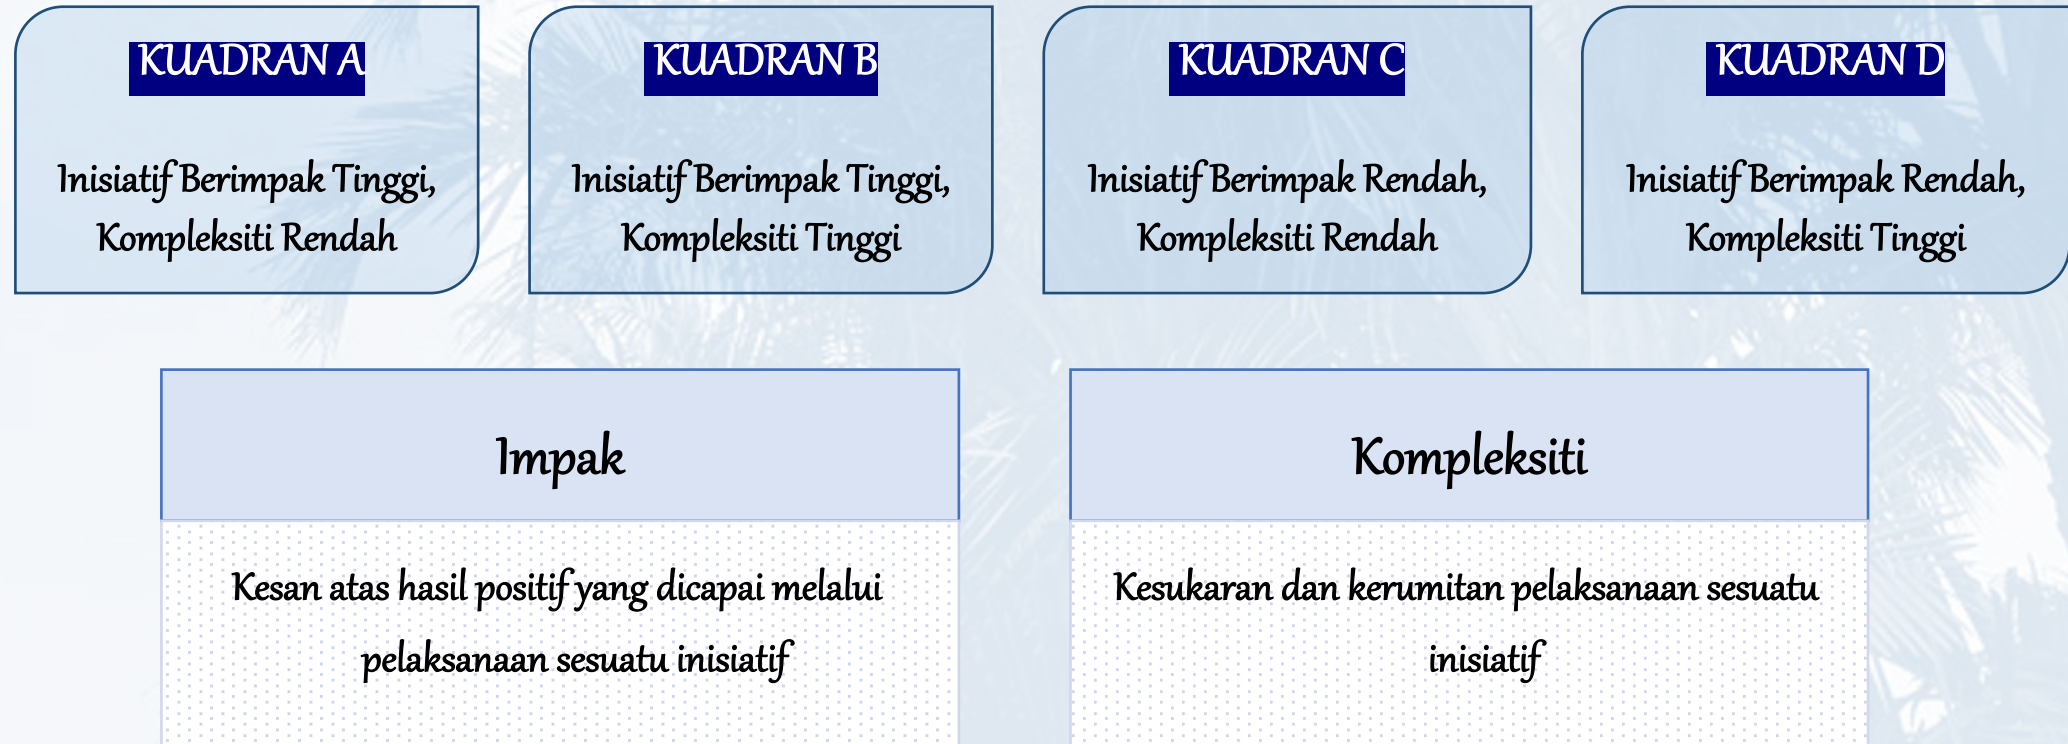 KUADRAN A
Inisiatif Berimpak Tinggi,
Kompleksiti Rendah
KUADRAN B
Inisiatif Berimpak Tinggi,
Kompleksiti Tinggi
KUADRAN C
Inisiatif Berimpak Rendah,
Kompleksiti Rendah
KUADRAN D
Inisiatif Berimpak Rendah,
Kompleksiti Tinggi
Impak
Kesan atas hasil positif yang dicapai melalui
pelaksanaan sesuatu inisiatif
Kompleksiti
Kesukaran dan kerumitan pelaksanaan sesuatu
inisiatif